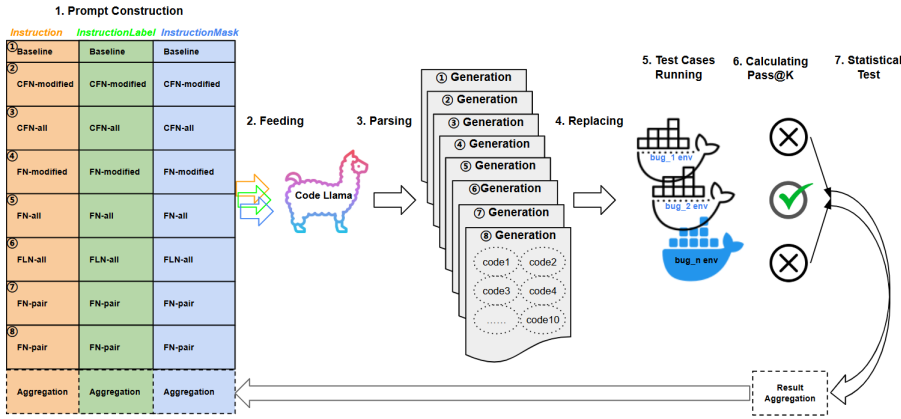 1. Prompt Construction
Instruction InstructionLabel InstructionMask
① Baseline Baseline Baseline
② CFN-modified CFN-modified CFN-modified
③ CFN-all CFN-all CFN-all
④ FN-modified FN-modified FN-modified
⑤ FN-all FN-all FN-all
⑥ FLN-all FLN-all FLN-all
⑦ FN-pair FN-pair FN-pair
⑧ FN-pair FN-pair FN-pair
Aggregation Aggregation Aggregation
2. Feeding
Code Llama
3. Parsing
① Generation
② Generation
③ Generation
④ Generation
⑤ Generation
⑥Generation
⑦ Generation
⑧ Generation
code1 code2
code3 code4
...... code10
4. Replacing
5. Test Cases
Running
bug_1 env
bug_2 env
bug_n env
6. Calculating
Pass@K
7. Statistical
Test
Result
Aggregation